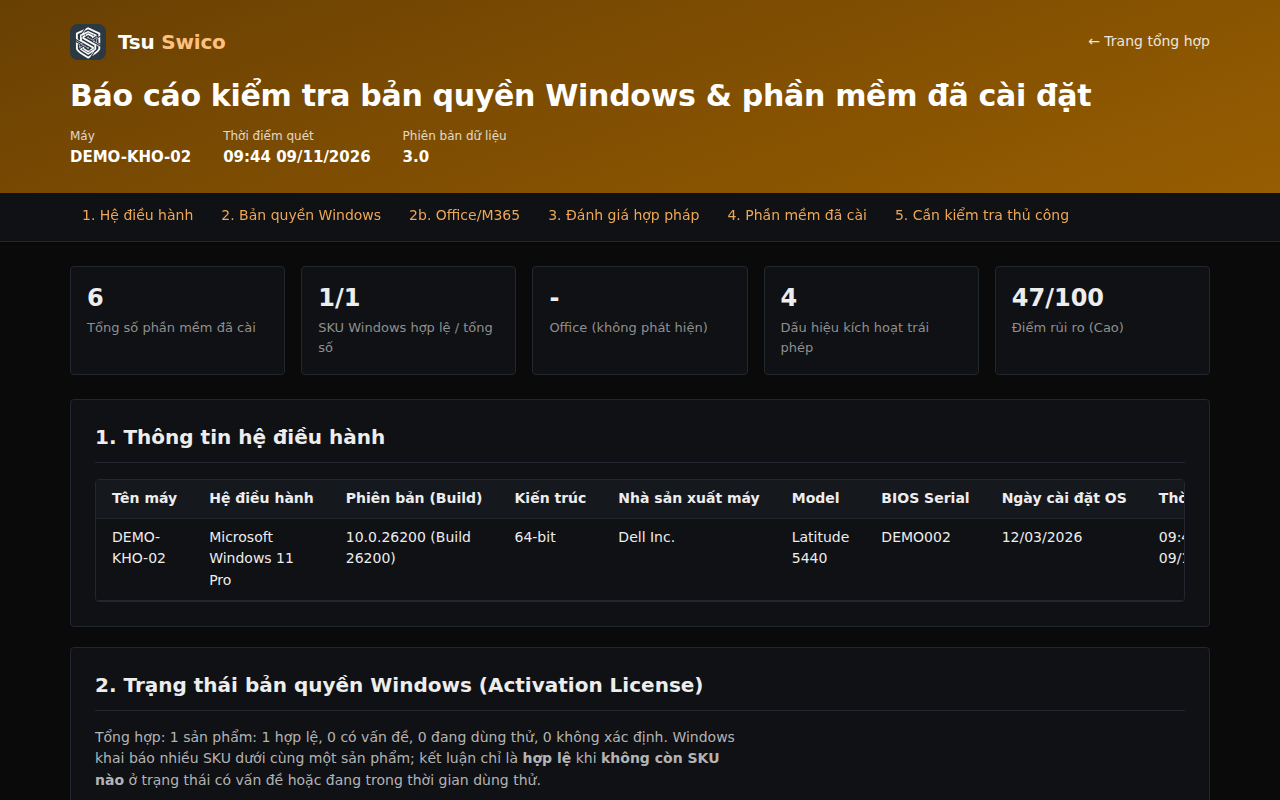 Tsu Swico
← Trang tổng hợp
Báo cáo kiểm tra bản quyền Windows & phần mềm đã cài đặt
Máy
DEMO-KHO-02
Thời điểm quét
09:44 09/11/2026
Phiên bản dữ liệu
3.0
1. Hệ điều hành
2. Bản quyền Windows
2b. Office/M365
3. Đánh giá hợp pháp
4. Phần mềm đã cài
5. Cần kiểm tra thủ công
6
Tổng số phần mềm đã cài
1/1
SKU Windows hợp lệ / tổng
số
-
Office (không phát hiện)
4
Dấu hiệu kích hoạt trái
phép
47/100
Điểm rủi ro (Cao)
1. Thông tin hệ điều hành
Tên máy Hệ điều hành Phiên bản (Build) Kiến trúc Nhà sản xuất máy Model BIOS Serial Ngày cài đặt OS
DEMO- Microsoft 10.0.26200 (Build 64-bit Dell Inc. Latitude DEMO002 12/03/2026
KHO-02 Windows 11 26200) 5440
Pro
2. Trạng thái bản quyền Windows (Activation License)
Tổng hợp: 1 sản phẩm: 1 hợp lệ, 0 có vấn đề, 0 đang dùng thử, 0 không xác định. Windows
khai báo nhiều SKU dưới cùng một sản phẩm; kết luận chỉ là hợp lệ khi không còn SKU
nào ở trạng thái có vấn đề hoặc đang trong thời gian dùng thử.